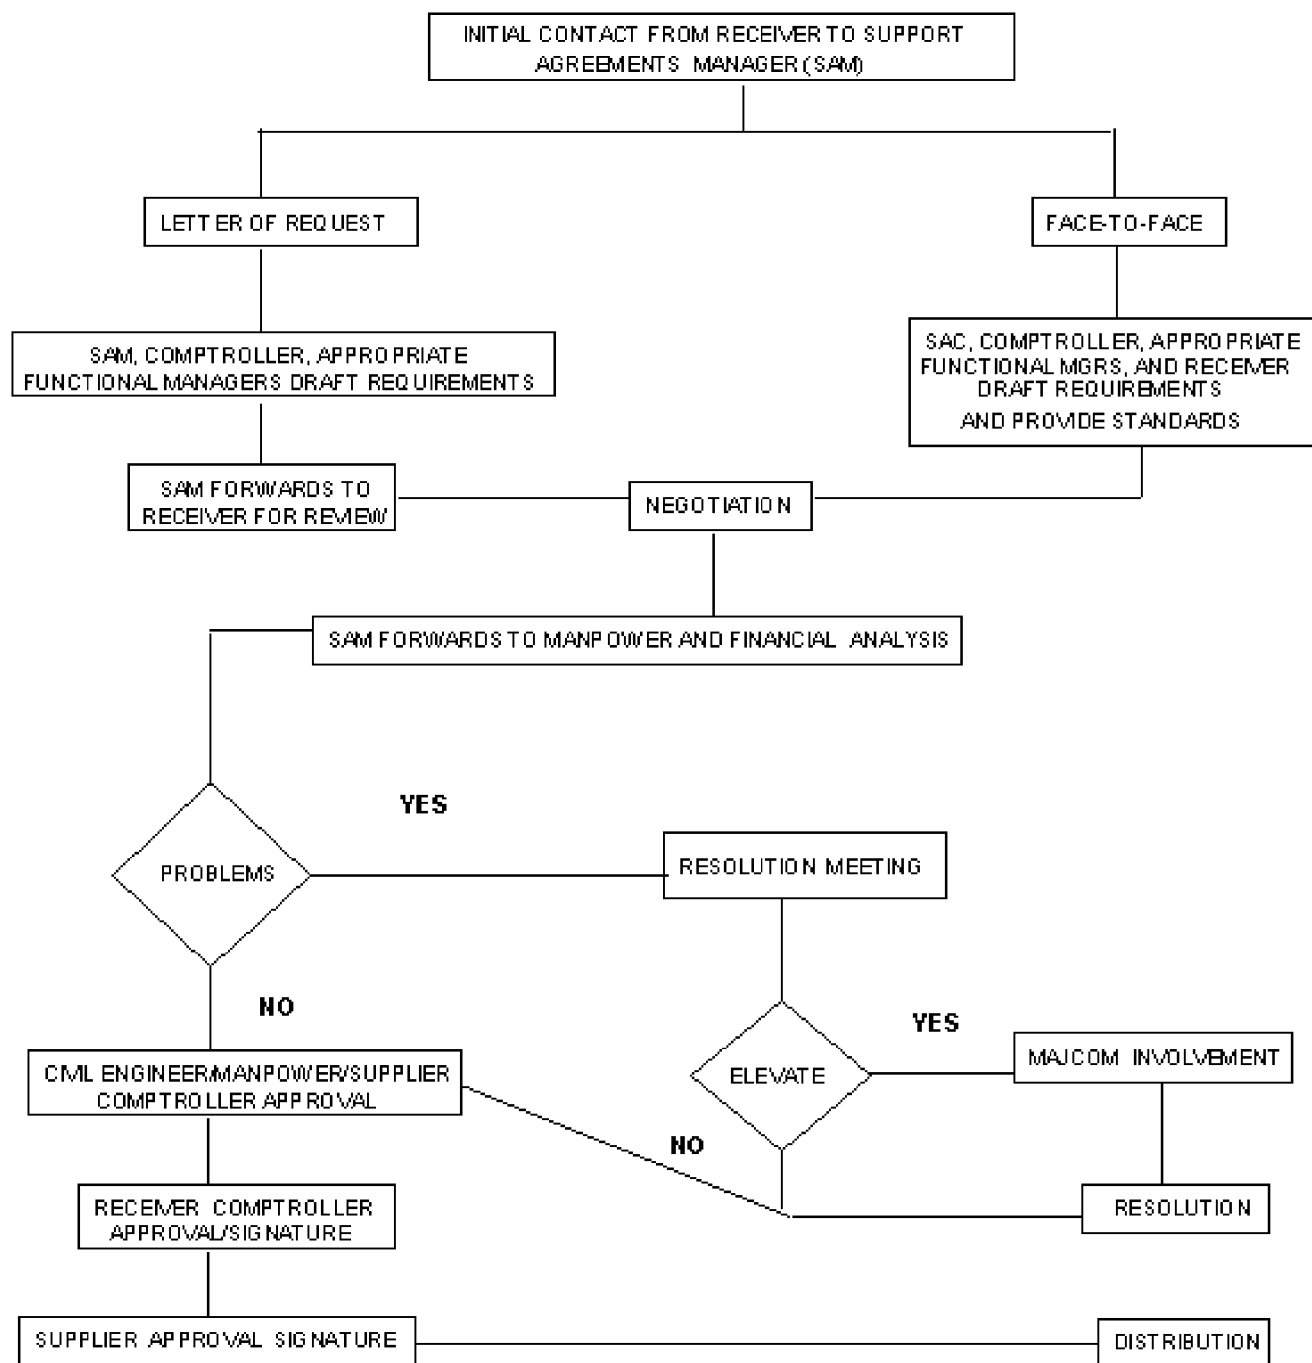 INITIAL CONTACT FROM RECEIVER TO SUPPORT
AGREEMENTS MANAGER (SAM)
LETTER OF REQUEST
FACE-TO-FACE
SAM, COMPTROLLER, APPROPRIATE
FUNCTIONAL MANAGERS DRAFT REQUIREMENTS
SAC, COMPTROLLER, APPROPRIATE
FUNCTIONAL MGRS, AND RECEIVER
DRAFT REQUIREMENTS
AND PROVIDE STANDARDS
SAM FORWARDS TO
RECEIVER FOR REVIEW
NEGOTIATION
SAM FORWARDS TO MANPOWER AND FINANCIAL ANALYSIS
YES
PROBLEMS
RESOLUTION MEETING
NO
YES
CIVIL ENGINEER/MANPOWER/SUPPLIER
COMPTROLLER APPROVAL
ELEVATE
MAJCOM INVOLVEMENT
NO
RECEIVER COMPTROLLER
APPROVAL/SIGNATURE
RESOLUTION
SUPPLIER APPROVAL SIGNATURE
DISTRIBUTION